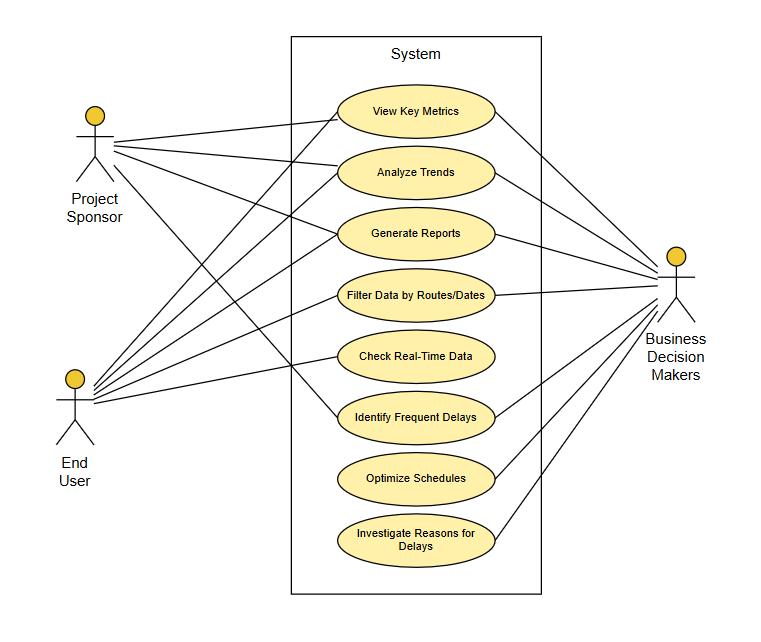 System
View Key Metrics
Analyze Trends
Project
Sponsor
Generate Reports
Filter Data by Routes/Dates
Business
Decision
Makers
Check Real-Time Data
Identify Frequent Delays
End
User
Optimize Schedules
Investigate Reasons for
Delays